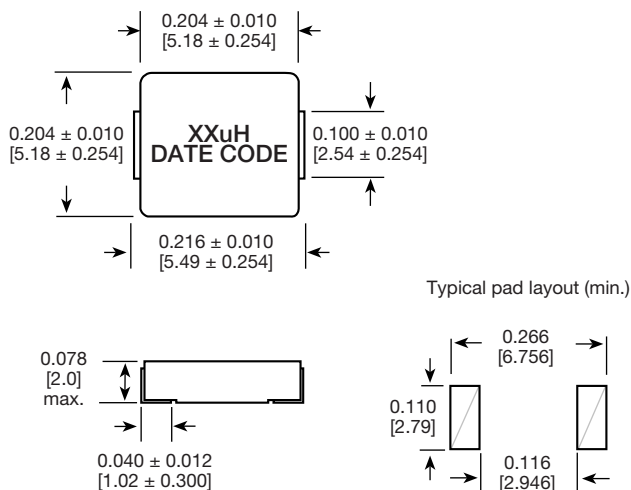 0.204 ± 0.010
[5.18 ± 0.254]
0.204 ± 0.010
[5.18 ± 0.254]
XXuH
DATE CODE
0.100 ± 0.010
[2.54 ± 0.254]
0.216 ± 0.010
[5.49 ± 0.254]
Typical pad layout (min.)
0.266
[6.756]
0.078
[2.0]
max.
0.110
[2.79]
0.040 ± 0.012
[1.02 ± 0.300]
0.116
[2.946]